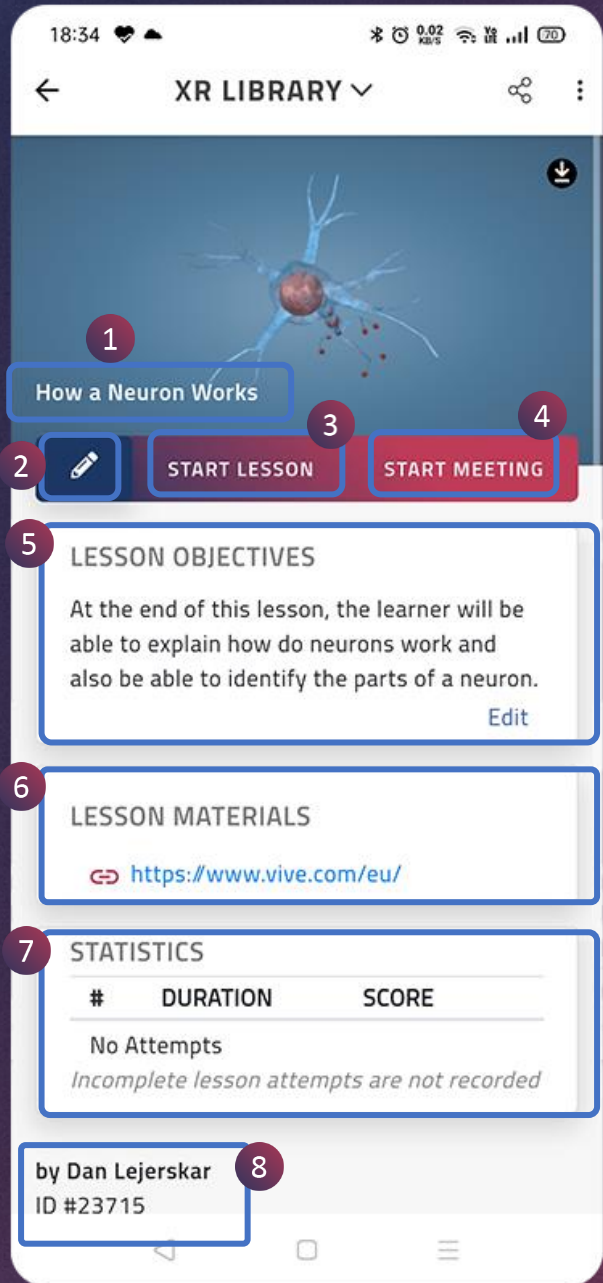 18:34 0.02 KB/S Vo LTE 70
XR LIBRARY
1
How a Neuron Works
2
3
START LESSON
4
START MEETING
5
LESSON OBJECTIVES
At the end of this lesson, the learner will be
able to explain how do neurons work and
also be able to identify the parts of a neuron.
Edit
6
LESSON MATERIALS
https://www.vive.com/eu/
7
STATISTICS
# DURATION SCORE
No Attempts
Incomplete lesson attempts are not recorded
by Dan Lejerskar
8
ID #23715